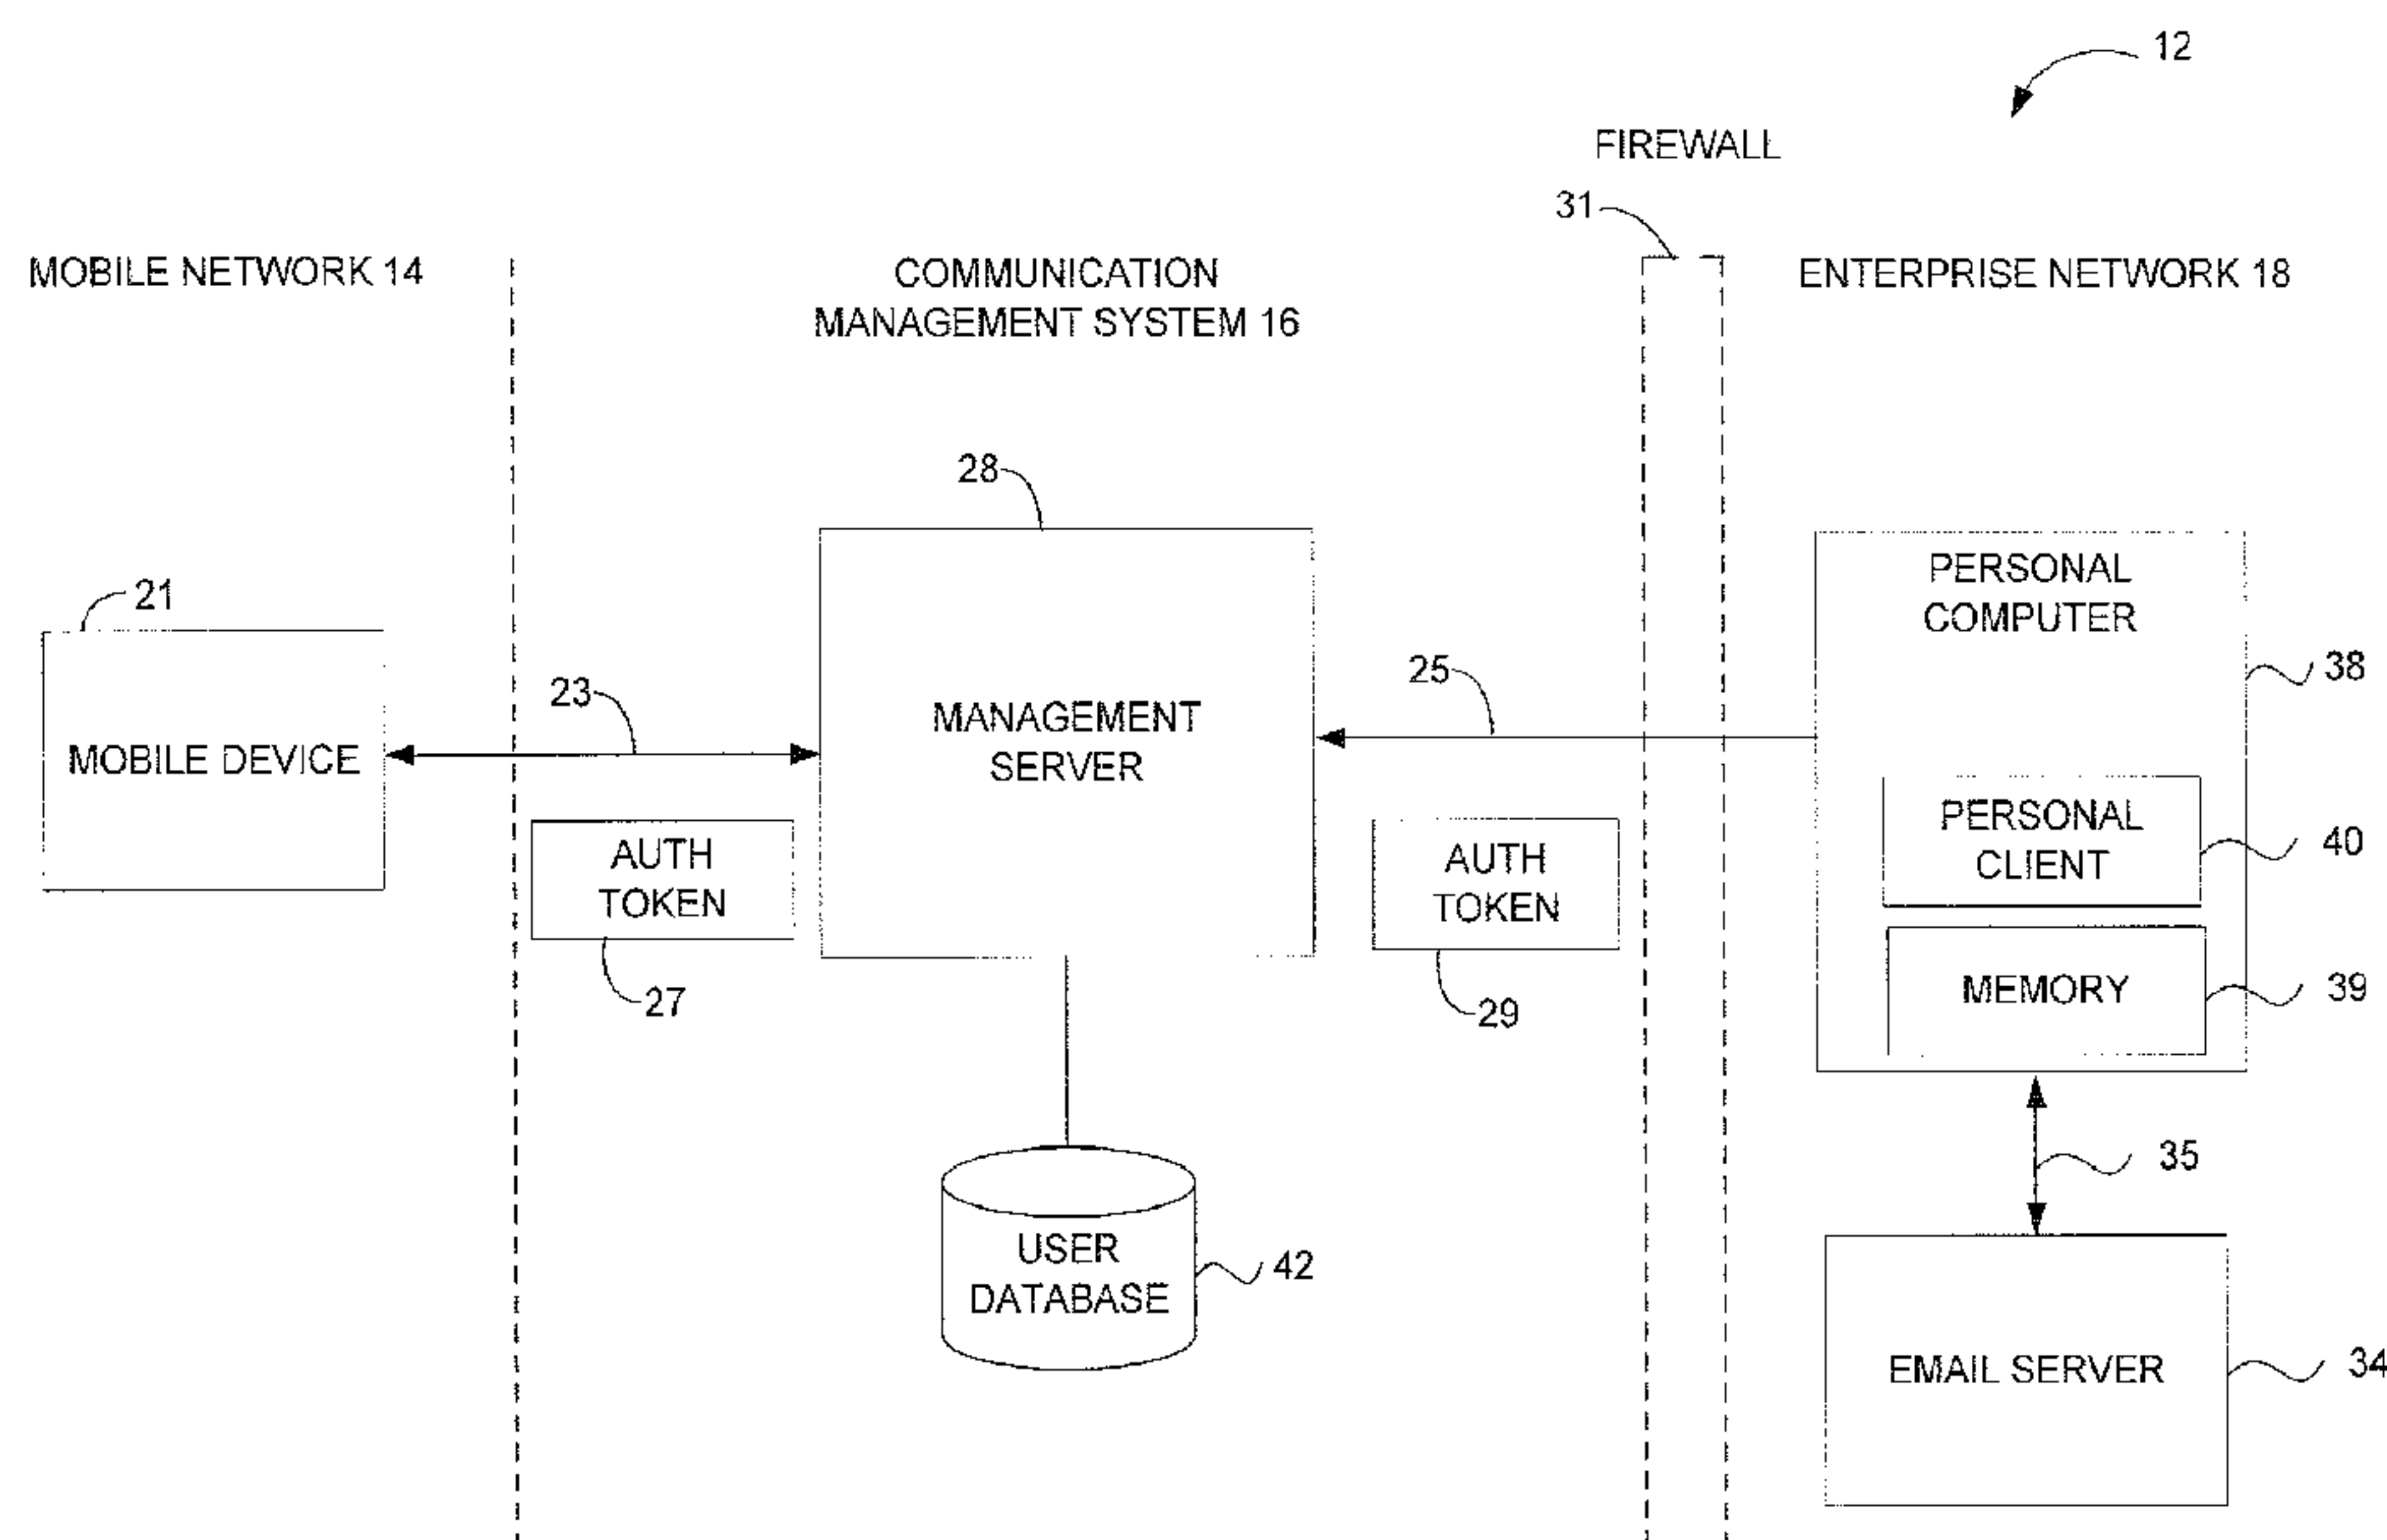 12
FIREWALL
31
MOBILE NETWORK 14
COMMUNICATION
MANAGEMENT SYSTEM 16
ENTERPRISE NETWORK 18
28
21
23
25
MOBILE DEVICE
MANAGEMENT
SERVER
PERSONAL
COMPUTER
38
AUTH
TOKEN
27
AUTH
TOKEN
29
PERSONAL
CLIENT
40
MEMORY
39
35
USER
DATABASE
42
EMAIL SERVER
34